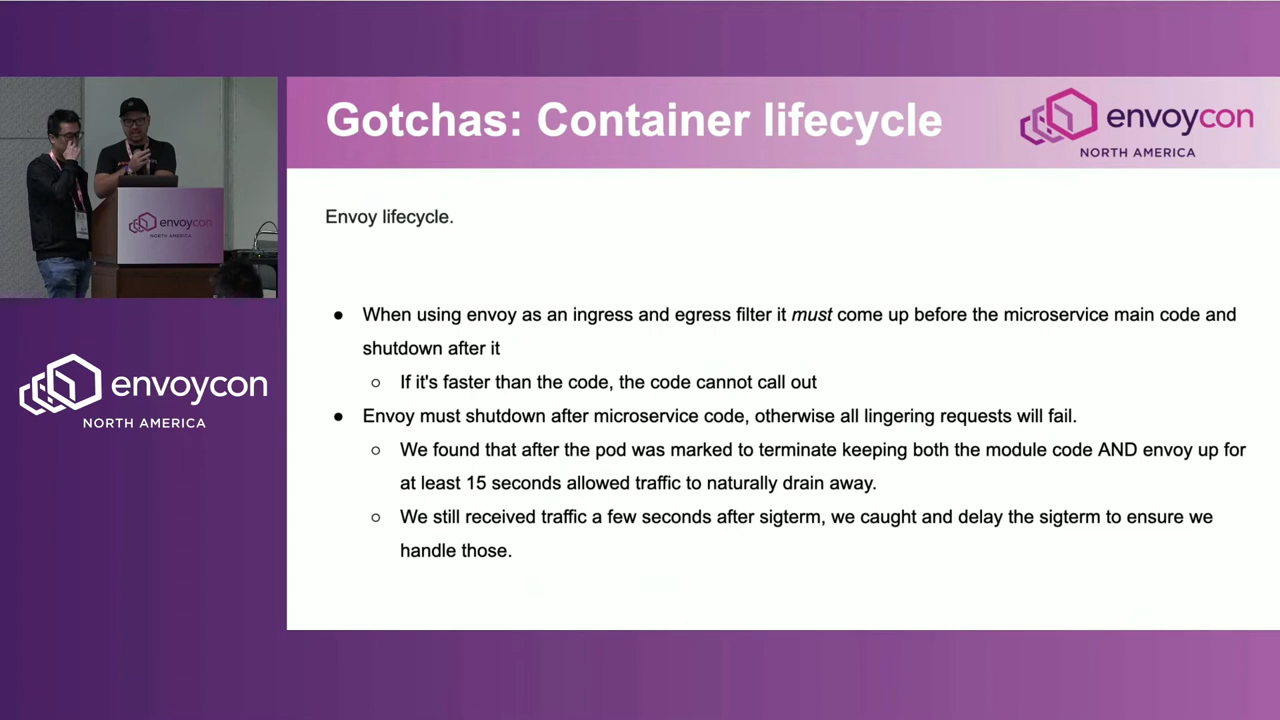 Gotchas: Container lifecycle
envoycon
NORTH AMERICA
Envoy lifecycle.
● When using envoy as an ingress and egress filter it must come up before the microservice main code and
shutdown after it
○ If it's faster than the code, the code cannot call out
● Envoy must shutdown after microservice code, otherwise all lingering requests will fail.
○ We found that after the pod was marked to terminate keeping both the module code AND envoy up for
at least 15 seconds allowed traffic to naturally drain away.
○ We still received traffic a few seconds after sigterm, we caught and delay the sigterm to ensure we
handle those.
envoycon
NORTH AMERICA
envoycon
NORTH AMERICA